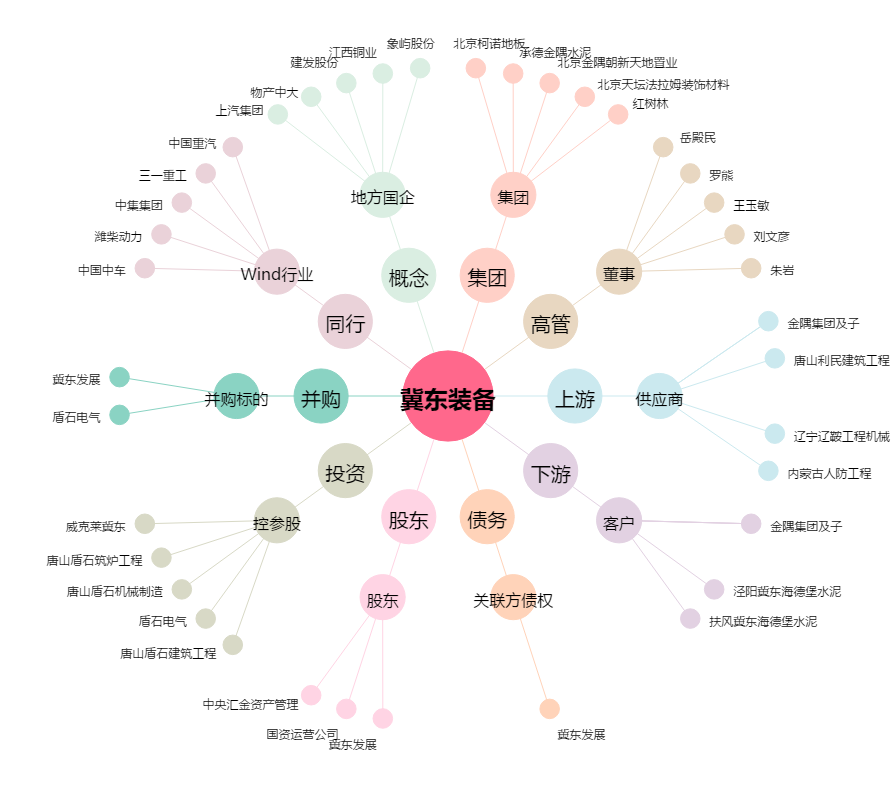 象屿股份
北京柯诺地板
江西铜业
承德金隅水泥
建发股份
北京金隅朝新天地置业
物产中大
北京天坛法拉姆装饰材料
上汽集团
红树林
中国重汽
岳殿民
三一重工
罗熊
地方国企
集团
中集集团
王玉敏
潍柴动力
刘文彦
中国中车
Wind行业
概念
集团
董事
朱岩
同行
高管
金隅集团及子
唐山利民建筑工程
冀东发展
并购标的
并购
冀东装备
上游
供应商
盾石电气
辽宁辽鞍工程机械
投资
下游
内蒙古人防工程
威克莱冀东
控参股
股东
债务
客户
金隅集团及子
唐山盾石筑炉工程
唐山盾石机械制造
泾阳冀东海德堡水泥
股东
关联方债权
盾石电气
扶风冀东海德堡水泥
唐山盾石建筑工程
中央汇金资产管理
国资运营公司
冀东发展
冀东发展